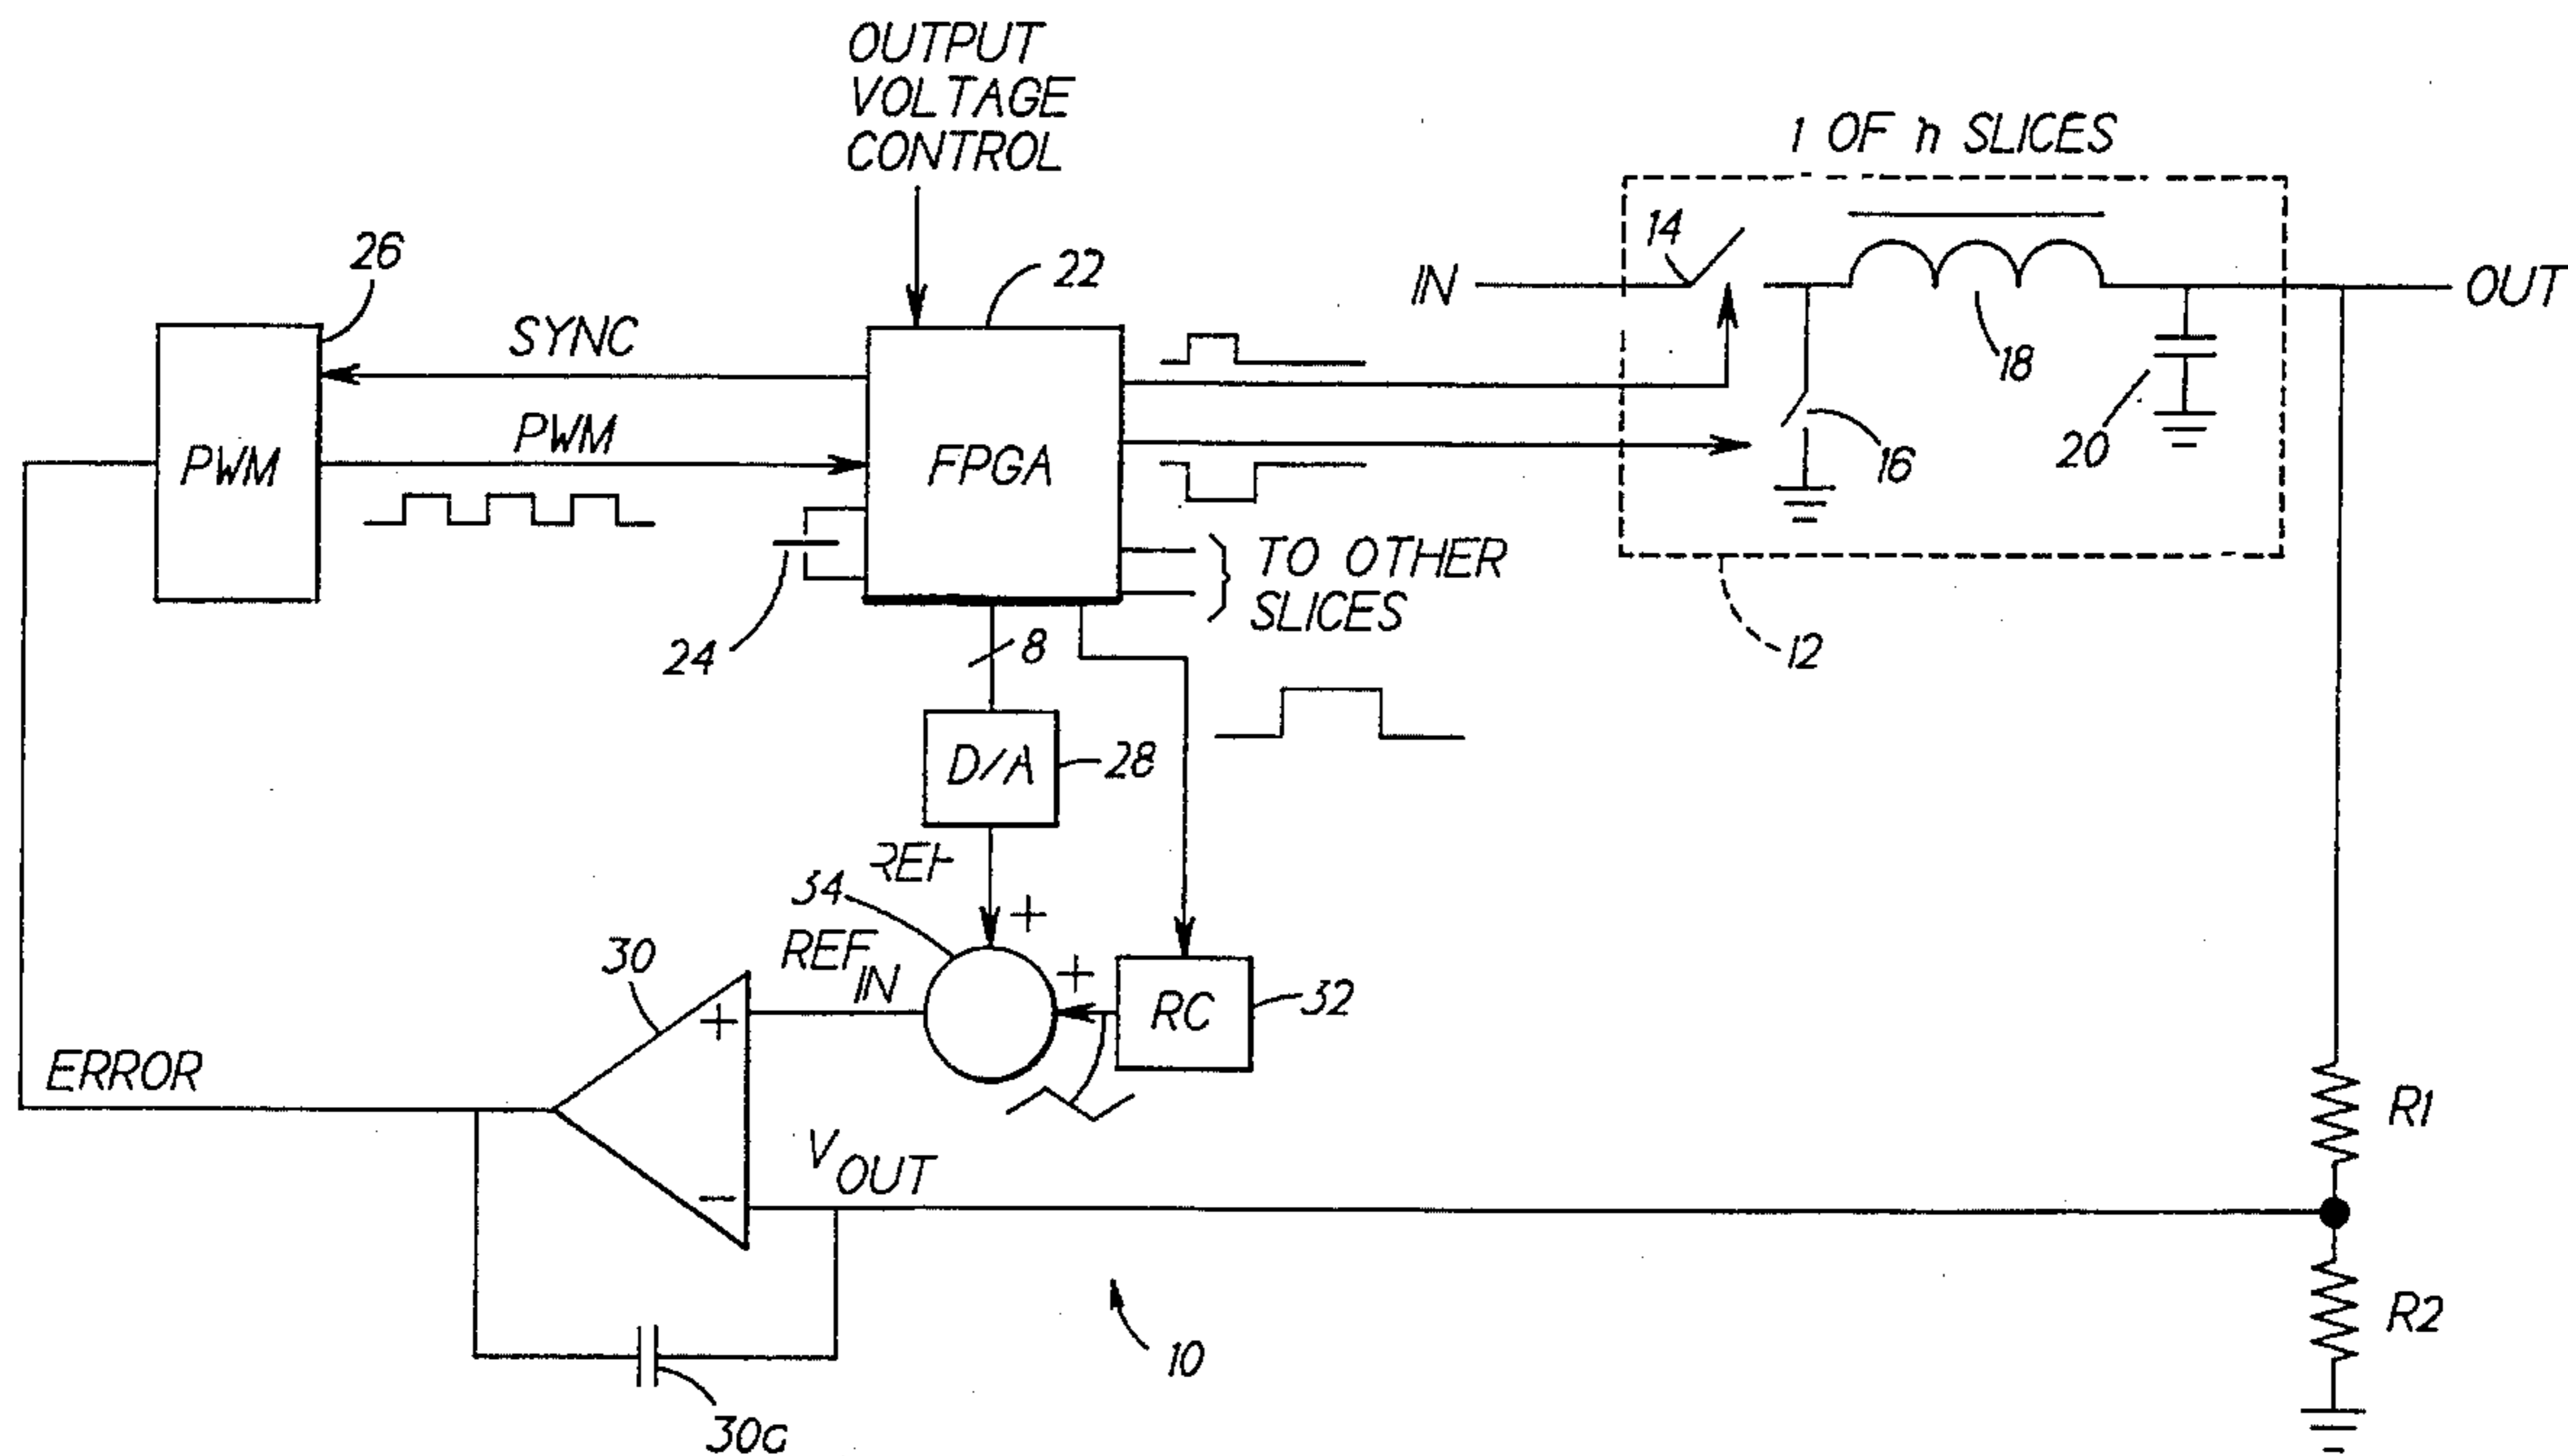 OUTPUT
VOLTAGE
CONTROL
1 OF n SLICES
14
26
22
IN
OUT
SYNC
18
PWM
PWM
FPGA
20
16
TO OTHER
SLICES
24
8
12
D/A
28
REF
34
REF IN
30
RC
32
ERROR
R1
VOUT
10
R2
30a